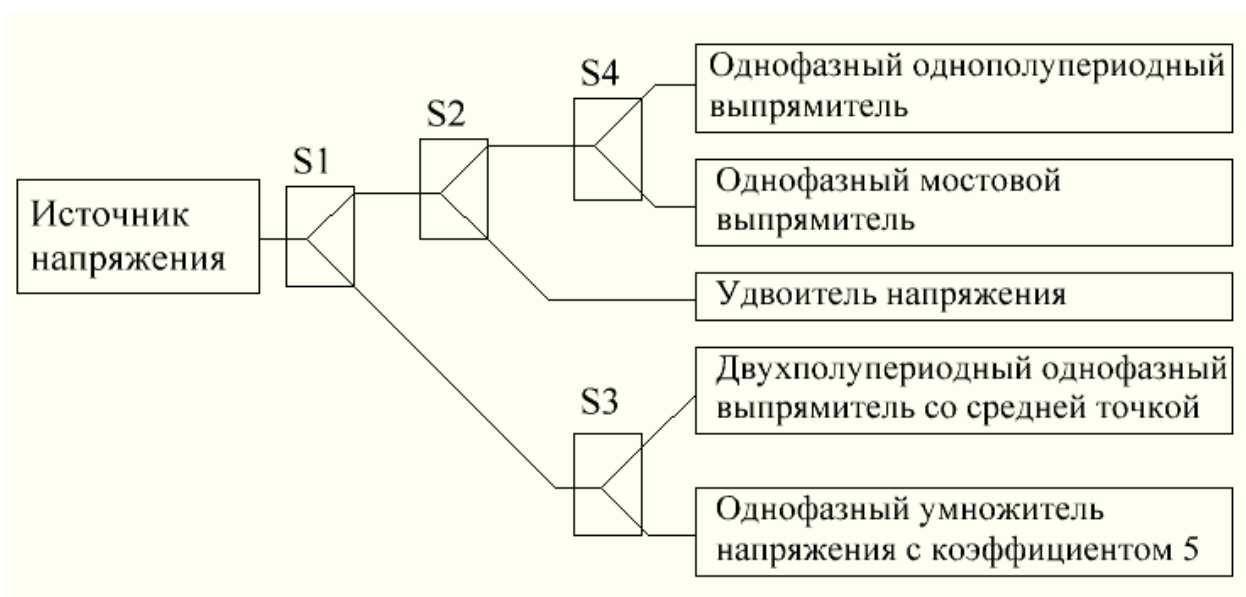 S4
Однофазный однополупериодный
выпрямитель
S2
S1
Однофазный мостовой
выпрямитель
Источник
напряжения
Удвоитель напряжения
Двухполупериодный однофазный
выпрямитель со средней точкой
S3
Однофазный умножитель
напряжения с коэффициентом 5